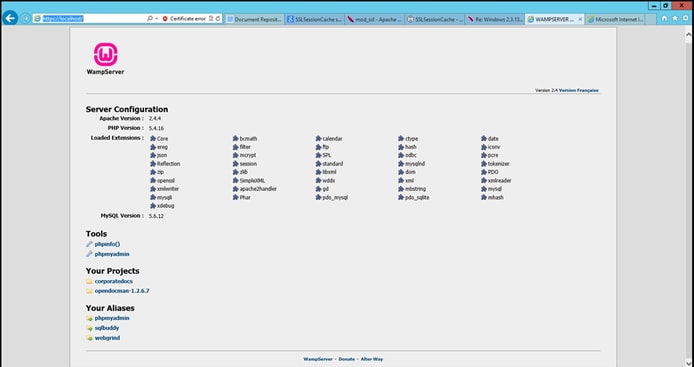 https://localhost/
Certificate error
Document Reposit...
SSLSessionCache s
mod_ssl - Apache ...
SSLSessionCache - ...
Re: Windows 2.3.13...
WAMPSERVER ...
Microsoft Internet I...
WampServer
Version 2.4 Version Française
Server Configuration
Apache Version : 2.4.4
PHP Version : 5.4.16
Loaded Extensions : Core bcmath calendar ctype date
ereg filter ftp hash iconv
json mcrypt SPL odbc pcre
Reflection session standard mysqlnd tokenizer
zip zlib libxml dom PDO
openssl SimpleXML wddx xml xmlreader
xmlwriter apache2handler gd mbstring mysql
mysqli Phar pdo_mysql pdo_sqlite mhash
xdebug
MySQL Version : 5.6.12
Tools
phpinfo()
phpmyadmin
Your Projects
corporatedocs
opendocman-1.2.6.7
Your Aliases
phpmyadmin
sqlbuddy
webgrind
WampServer - Donate - Alter Way